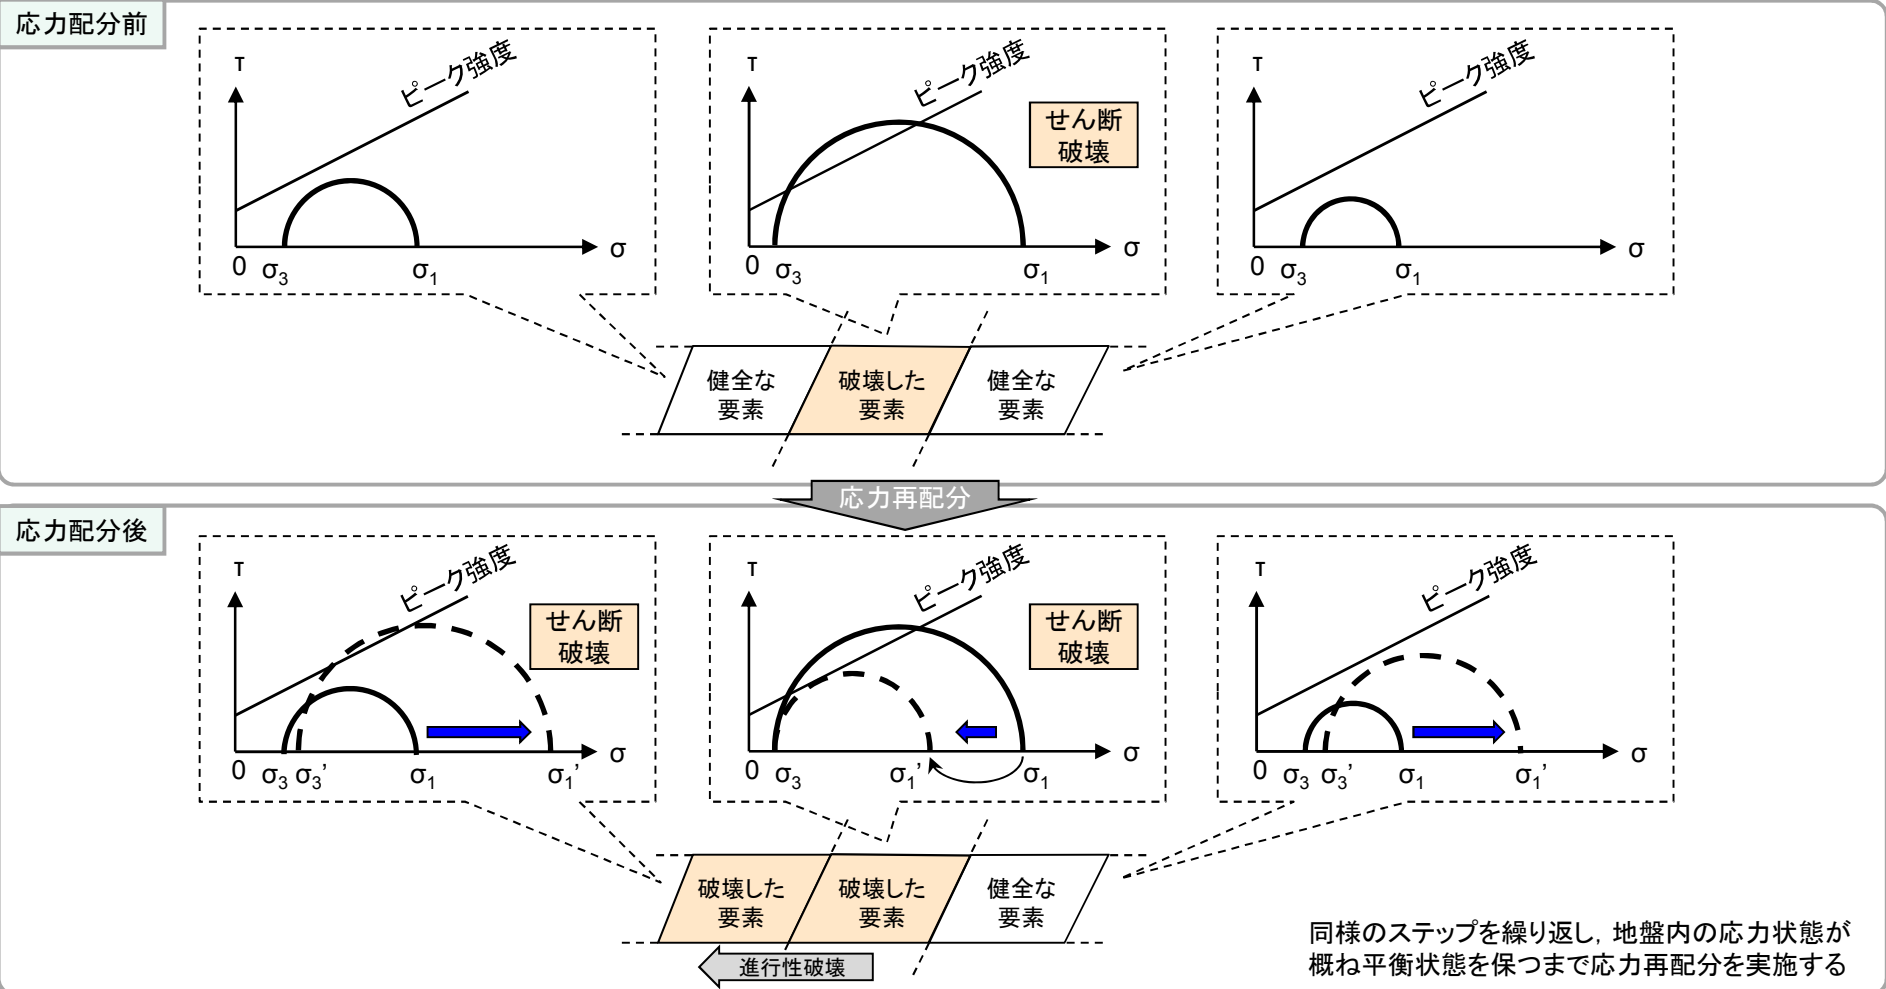 応力配分前
τ
ピーク強度
σ
0
σ3
σ1
τ
ピーク強度
せん断
破壊
σ
0
σ3
σ1
τ
ピーク強度
σ
0
σ3
σ1
健全な
要素
破壊した
要素
健全な
要素
応力再配分
応力配分後
τ
ピーク強度
せん断
破壊
σ
0
σ3
σ3’
σ1
σ1’
τ
ピーク強度
せん断
破壊
σ
0
σ3
σ1’
σ1
τ
ピーク強度
σ
0
σ3
σ3’
σ1
σ1’
破壊した
要素
破壊した
要素
健全な
要素
進行性破壊
同様のステップを繰り返し，地盤内の応力状態が
概ね平衡状態を保つまで応力再配分を実施する